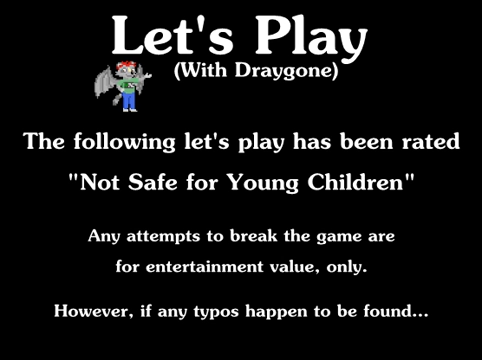 Let's Play
(With Draygone)
The following let's play has been rated
"Not Safe for Young Children"
Any attempts to break the game are
for entertainment value, only.
However, if any typos happen to be found...